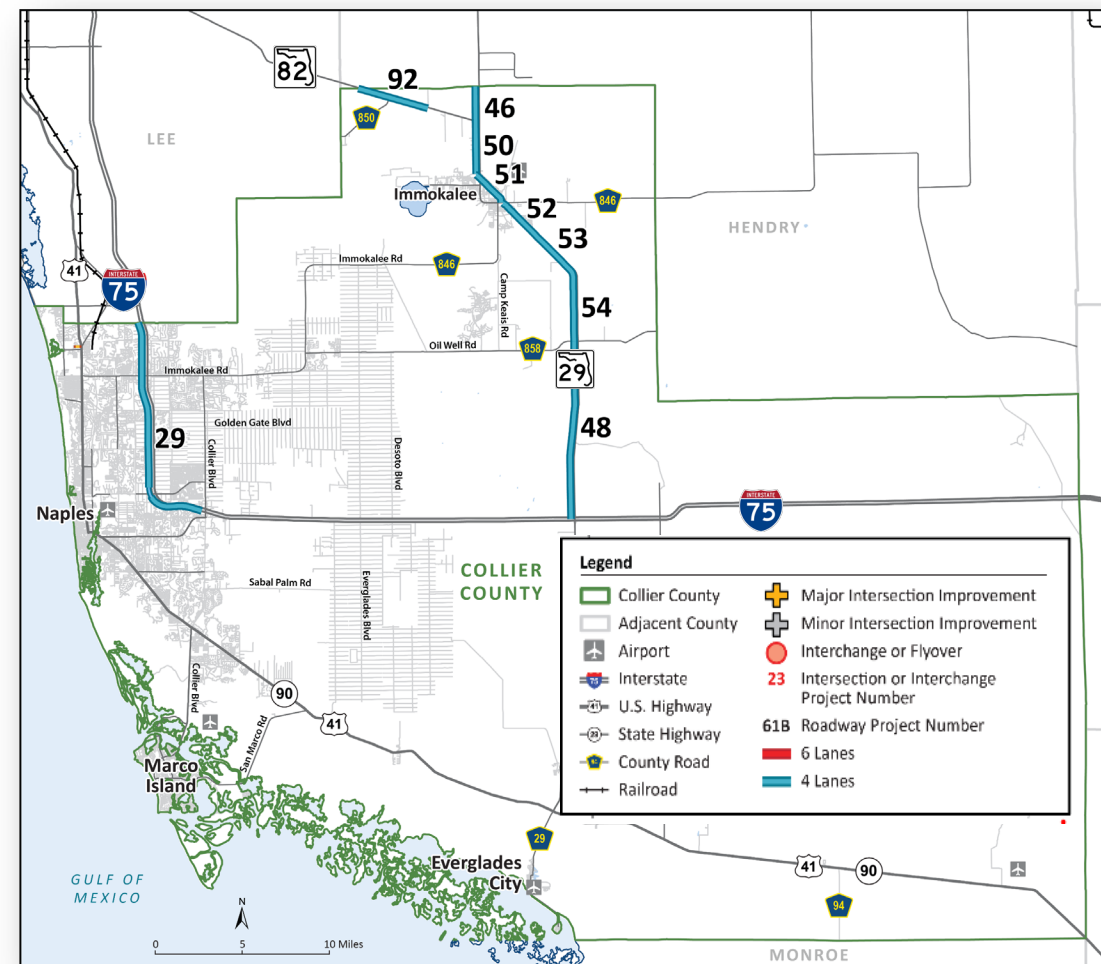 82
92
46
850
LEE
50
51
Immokalee
52
846
53
HENDRY
41
INTERSTATE
75
Immokalee Rd
846
Camp Keais Rd
54
Oil Well Rd
858
29
Immokalee Rd
Golden Gate Blvd
29
Collier Blvd
Desoto Blvd
48
INTERSTATE
75
Naples
COLLIER
COUNTY
Sabal Palm Rd
Everglades Blvd
Collier Blvd
90
41
San Marco Rd
Marco
Island
Legend
Collier County
Adjacent County
Airport
Interstate
U.S. Highway
State Highway
County Road
Railroad
Major Intersection Improvement
Minor Intersection Improvement
Interchange or Flyover
23 Intersection or Interchange
Project Number
61B Roadway Project Number
6 Lanes
4 Lanes
29
Everglades
City
41
90
94
GULF OF
MEXICO
N
0 5 10 Miles
MONROE